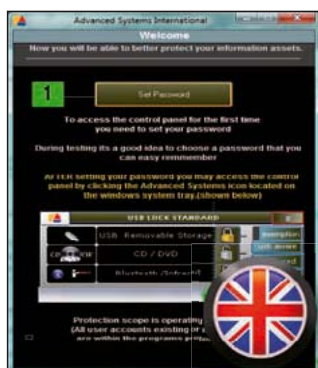 Advanced Systems International
Welcome
Now you will be able to better protect your information assets.
1
Set Password
To access the control panel for the first time
you need to set your password
During testing its a good idea to choose a password that you
can easy remmember
AFTER setting your password you may access the control
panel by clicking the Advanced Systems icon located on
the windows system tray.(shown below)
USB LOCK STANDARD
USB Removable Storage
CD / DVD
Protection scope is operating
(All user accounts existing or
are within the programs